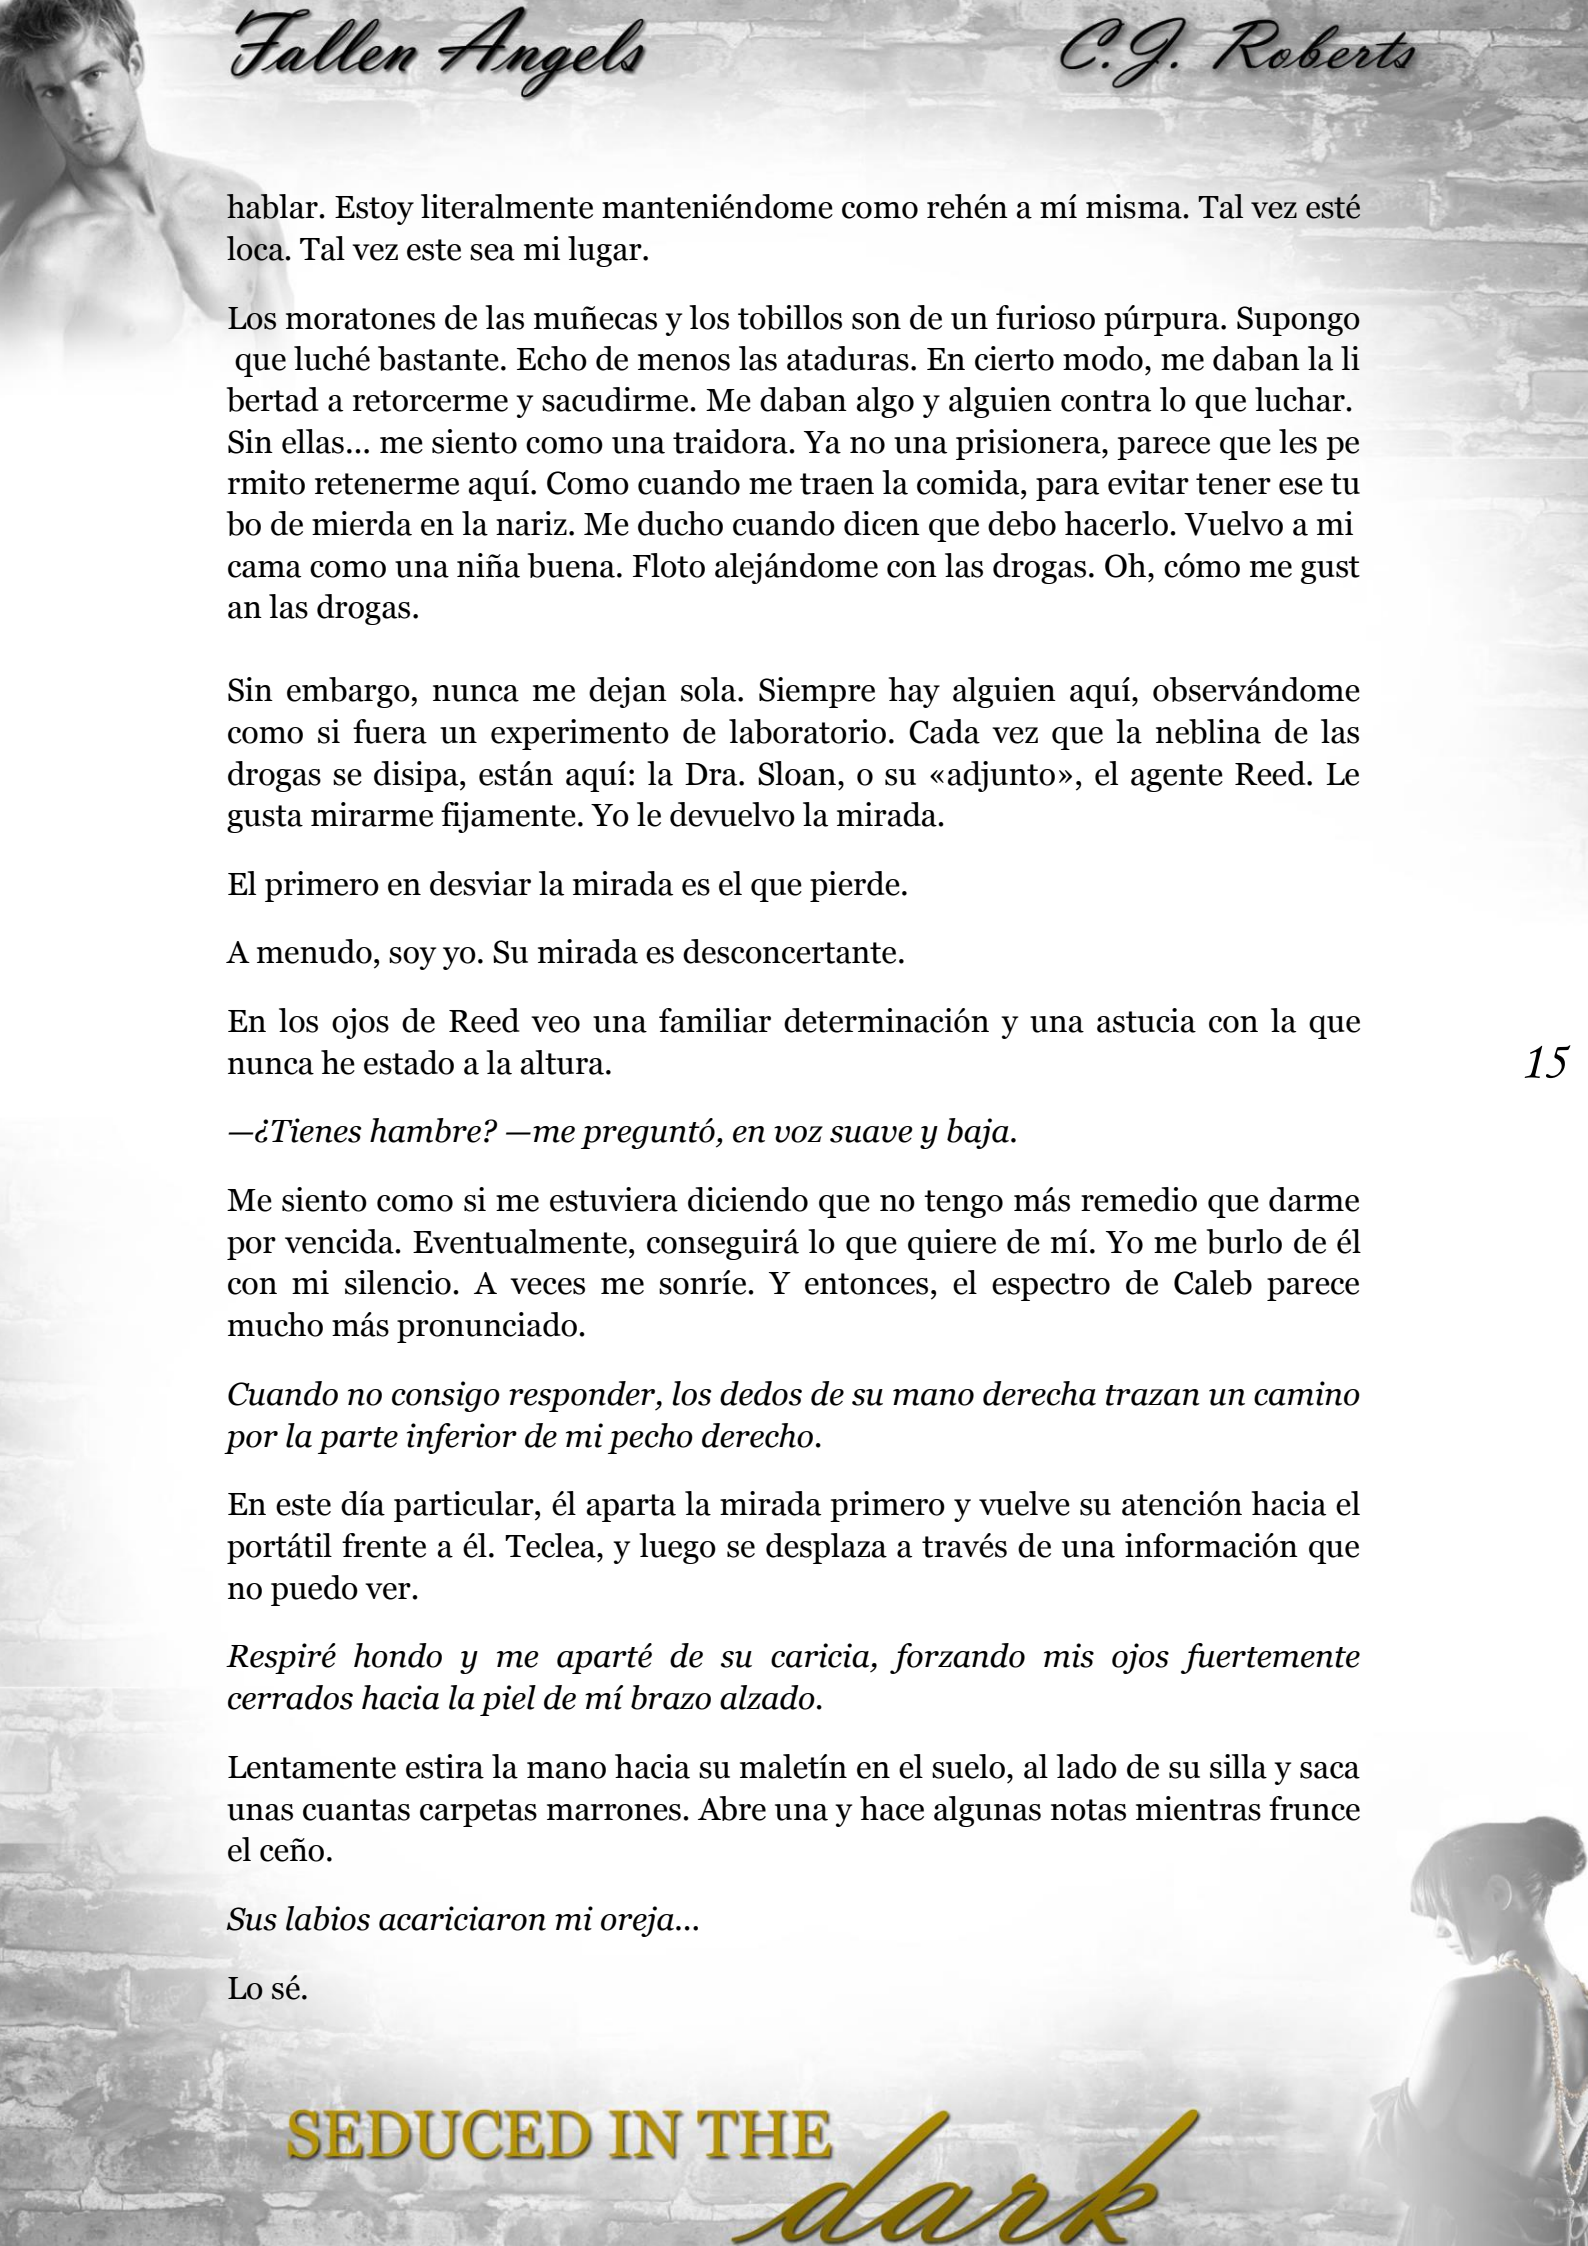 Fallen Angels
C.J. Roberts
hablar. Estoy literalmente manteniéndome como rehén a mí misma. Tal vez esté
loca. Tal vez este sea mi lugar.
Los moratones de las muñecas y los tobillos son de un furioso púrpura. Supongo
que luché bastante. Echo de menos las ataduras. En cierto modo, me daban la li
bertad a retorcerme y sacudirme. Me daban algo y alguien contra lo que luchar.
Sin ellas... me siento como una traidora. Ya no una prisionera, parece que les pe
rmito retenerme aquí. Como cuando me traen la comida, para evitar tener ese tu
bo de mierda en la nariz. Me ducho cuando dicen que debo hacerlo. Vuelvo a mi
cama como una niña buena. Floto alejándome con las drogas. Oh, cómo me gust
an las drogas.
Sin embargo, nunca me dejan sola. Siempre hay alguien aquí, observándome
como si fuera un experimento de laboratorio. Cada vez que la neblina de las
drogas se disipa, están aquí: la Dra. Sloan, o su «adjunto», el agente Reed. Le
gusta mirarme fijamente. Yo le devuelvo la mirada.
El primero en desviar la mirada es el que pierde.
A menudo, soy yo. Su mirada es desconcertante.
En los ojos de Reed veo una familiar determinación y una astucia con la que
nunca he estado a la altura.
15
—¿Tienes hambre? —me preguntó, en voz suave y baja.
Me siento como si me estuviera diciendo que no tengo más remedio que darme
por vencida. Eventualmente, conseguirá lo que quiere de mí. Yo me burlo de él
con mi silencio. A veces me sonríe. Y entonces, el espectro de Caleb parece
mucho más pronunciado.
Cuando no consigo responder, los dedos de su mano derecha trazan un camino
por la parte inferior de mi pecho derecho.
En este día particular, él aparta la mirada primero y vuelve su atención hacia el
portátil frente a él. Teclea, y luego se desplaza a través de una información que
no puedo ver.
Respiré hondo y me aparté de su caricia, forzando mis ojos fuertemente
cerrados hacia la piel de mí brazo alzado.
Lentamente estira la mano hacia su maletín en el suelo, al lado de su silla y saca
unas cuantas carpetas marrones. Abre una y hace algunas notas mientras frunce
el ceño.
Sus labios acariciaron mi oreja...
Lo sé.
SEDUCED IN THE
dark